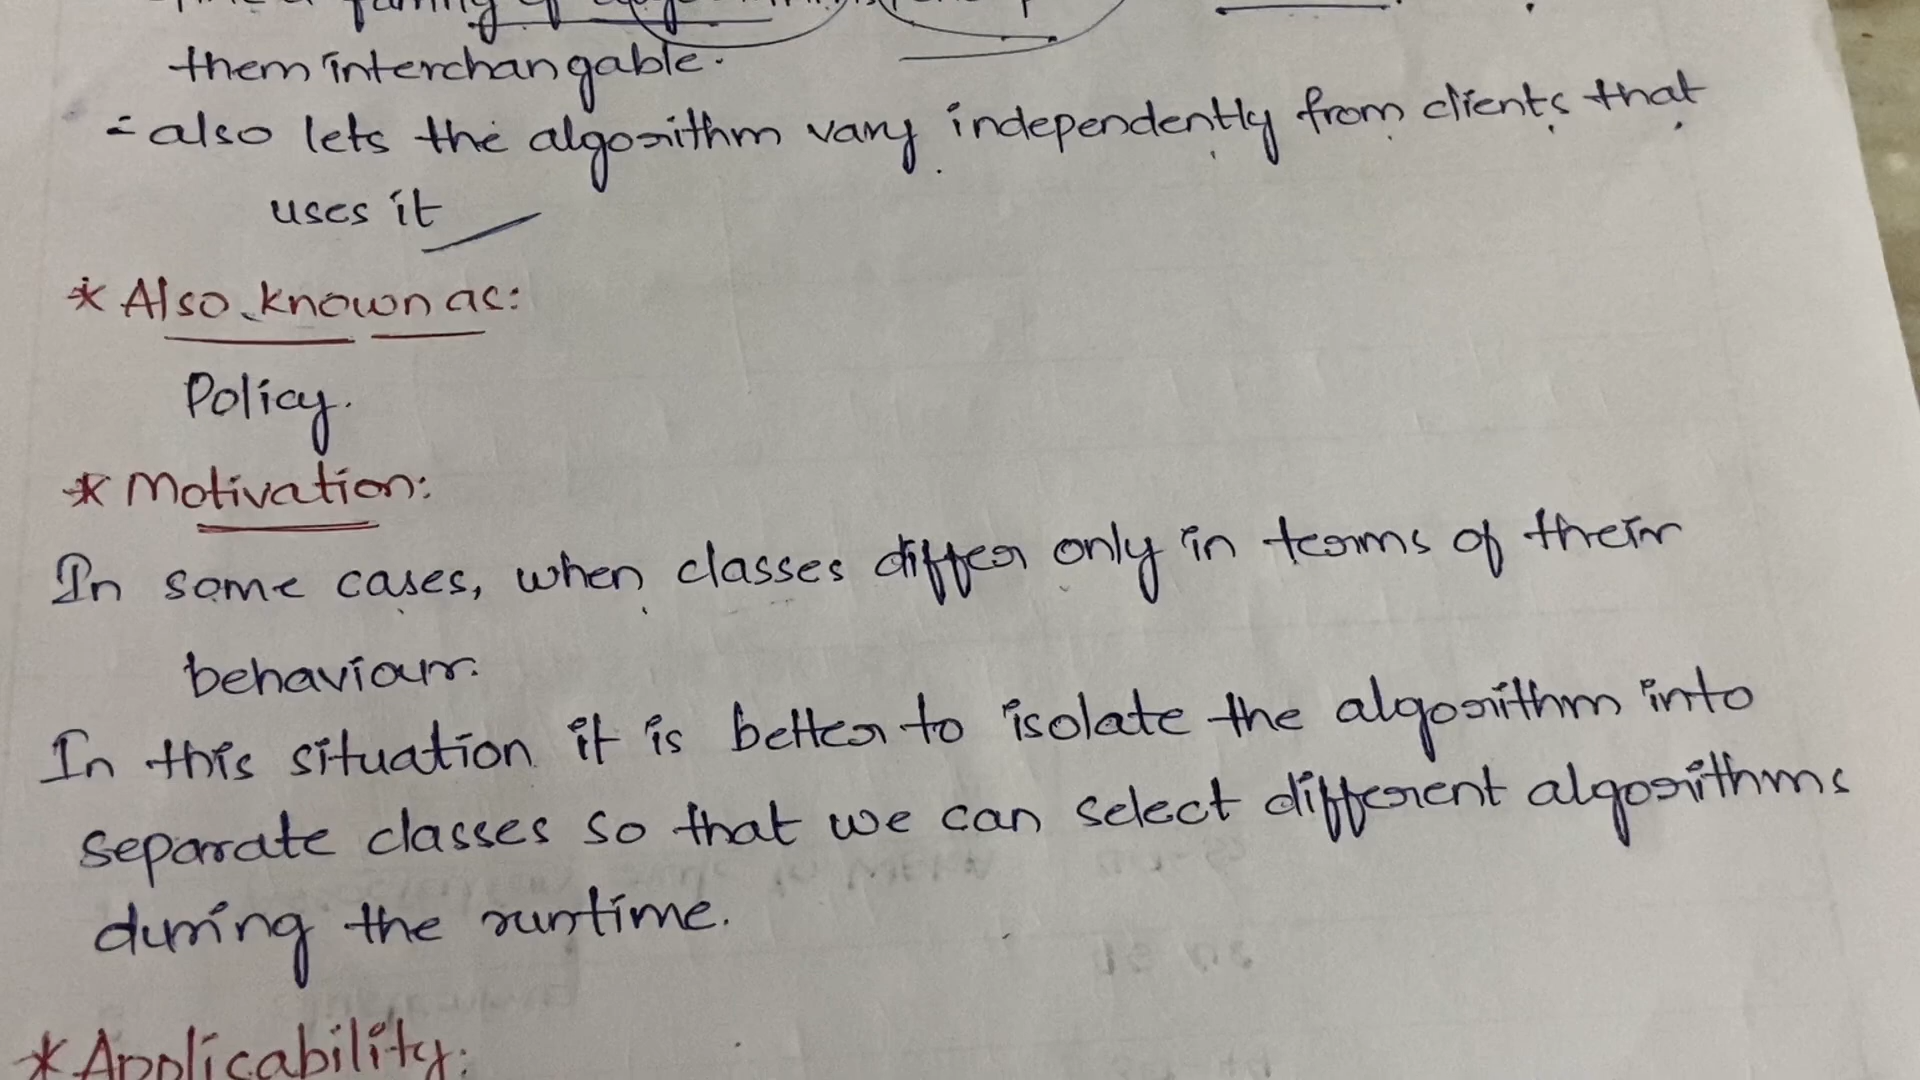 family of
them interchangable.
- also lets the algorithm vary independently from clients that
uses it
* Also known as:
Policy.
* Motivation:
In some cases, when classes differ only in terms of their
behaviour.
In this situation it is better to isolate the algorithm into
separate classes so that we can select different algorithms
during the runtime.
* Applicability: